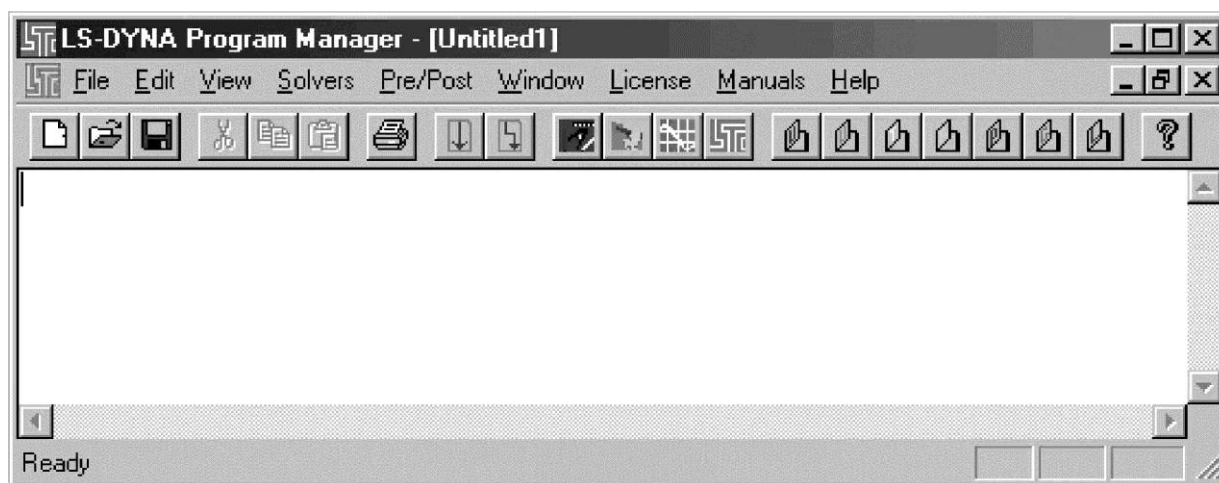 LS-DYNA Program Manager - [Untitled1]
File Edit View Solvers Pre/Post Window License Manuals Help
Ready